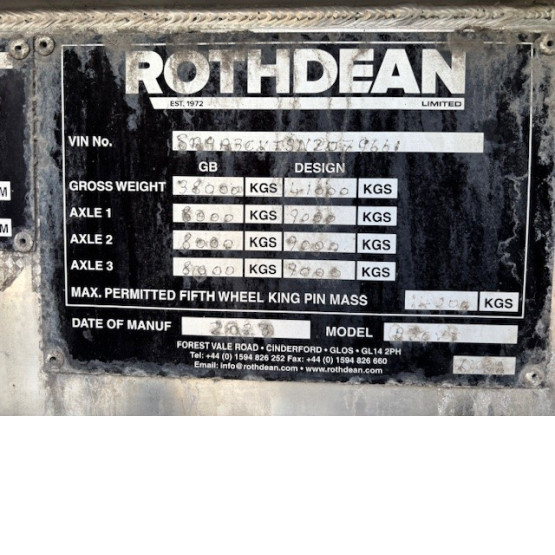 ROTHDEAN
EST. 1972 LIMITED
VIN No.
GB DESIGN
GROSS WEIGHT 38000 KGS 41000 KGS
AXLE 1 8000 KGS 9000 KGS
AXLE 2 8000 KGS 9000 KGS
AXLE 3 8000 KGS 9000 KGS
MAX. PERMITTED FIFTH WHEEL KING PIN MASS KGS
DATE OF MANUF MODEL
FOREST VALE ROAD • CINDERFORD • GLOS • GL14 2PH
Tel: +44 (0) 1594 826 252 Fax: +44 (0) 1594 826 660
Email: info@rothdean.com • www.rothdean.com
M
M